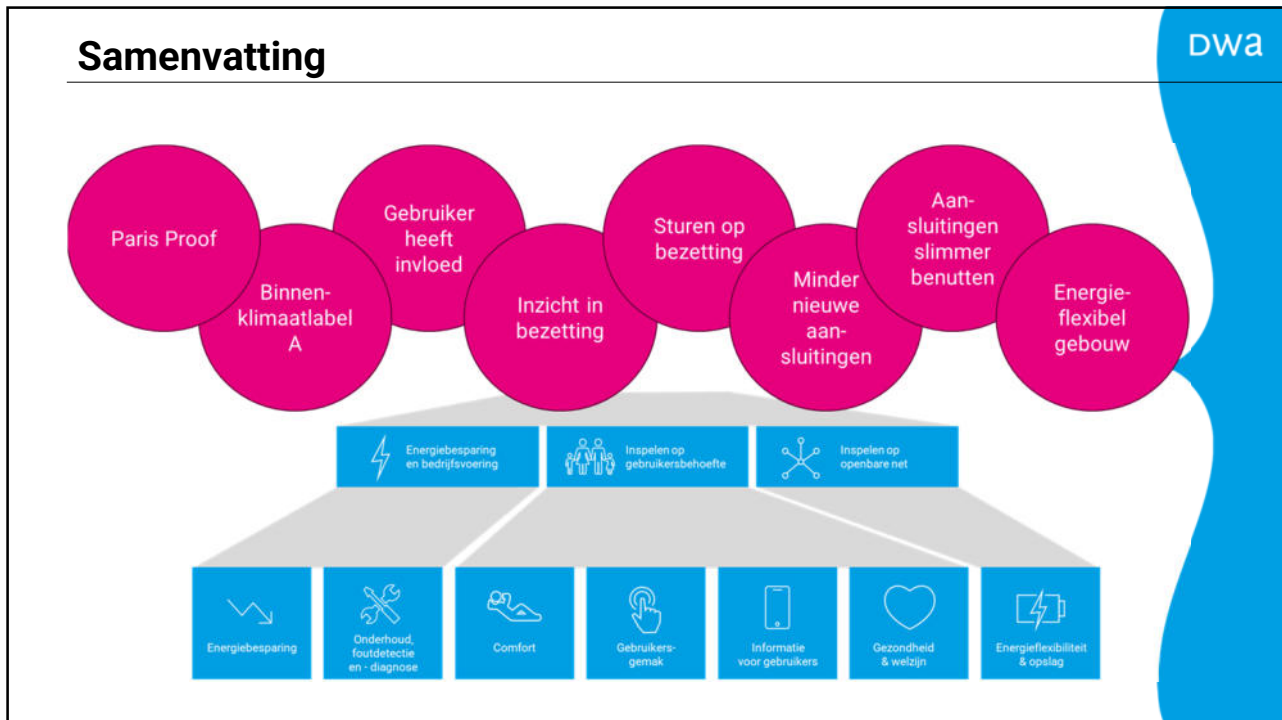 Samenvatting
DWa
Paris Proof
Binnen-
klimaatlabel
A
Gebruiker
heeft
invloed
Inzicht in
bezetting
Sturen op
bezetting
Minder
nieuwe
aan-
sluitingen
Aan-
sluitingen
slimmer
benutten
Energie-
flexibel
gebouw
Energiebesparing
en bedrijfsvoering
Inspelen op
gebruikersbehoefte
Inspelen op
openbare net
Energiebesparing
Onderhoud,
foutdetectie
en - diagnose
Comfort
Gebruikers-
gemak
Informatie
voor gebruikers
Gezondheid
& welzijn
Energieflexibiliteit
& opslag